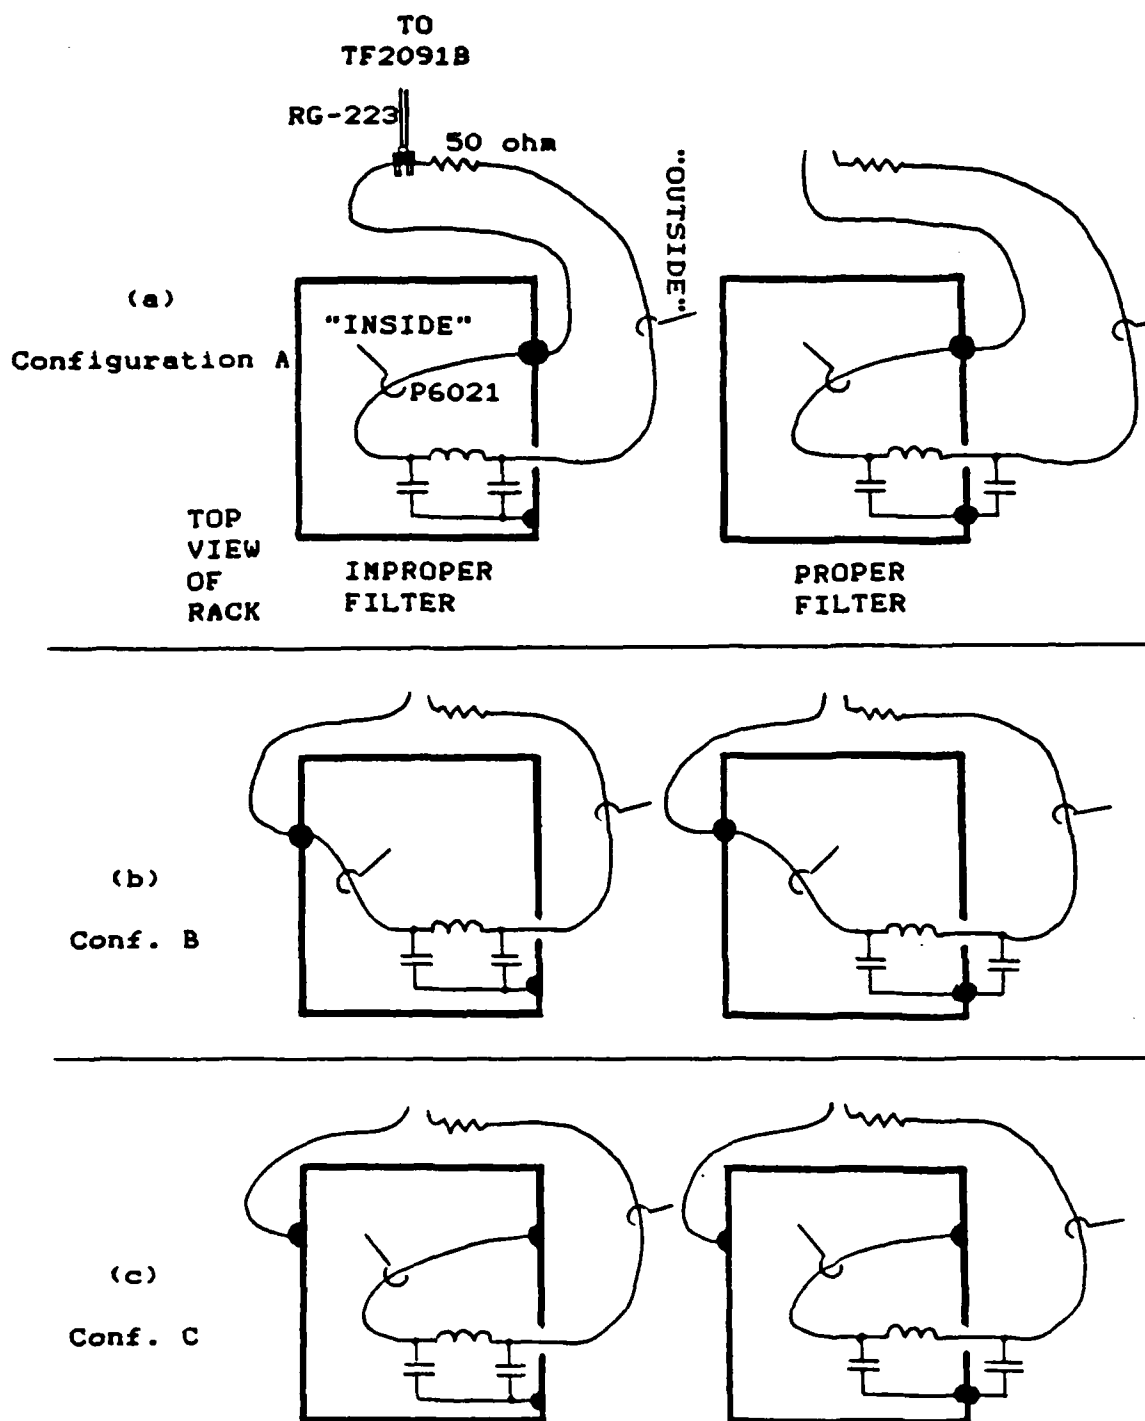 TO
TF2091B
RG-223
50 ohm
"OUTSIDE"
(a)
Configuration A
"INSIDE"
P6021
TOP
VIEW
OF
RACK
IMPROPER
FILTER
PROPER
FILTER
(b)
Conf. B
(c)
Conf. C